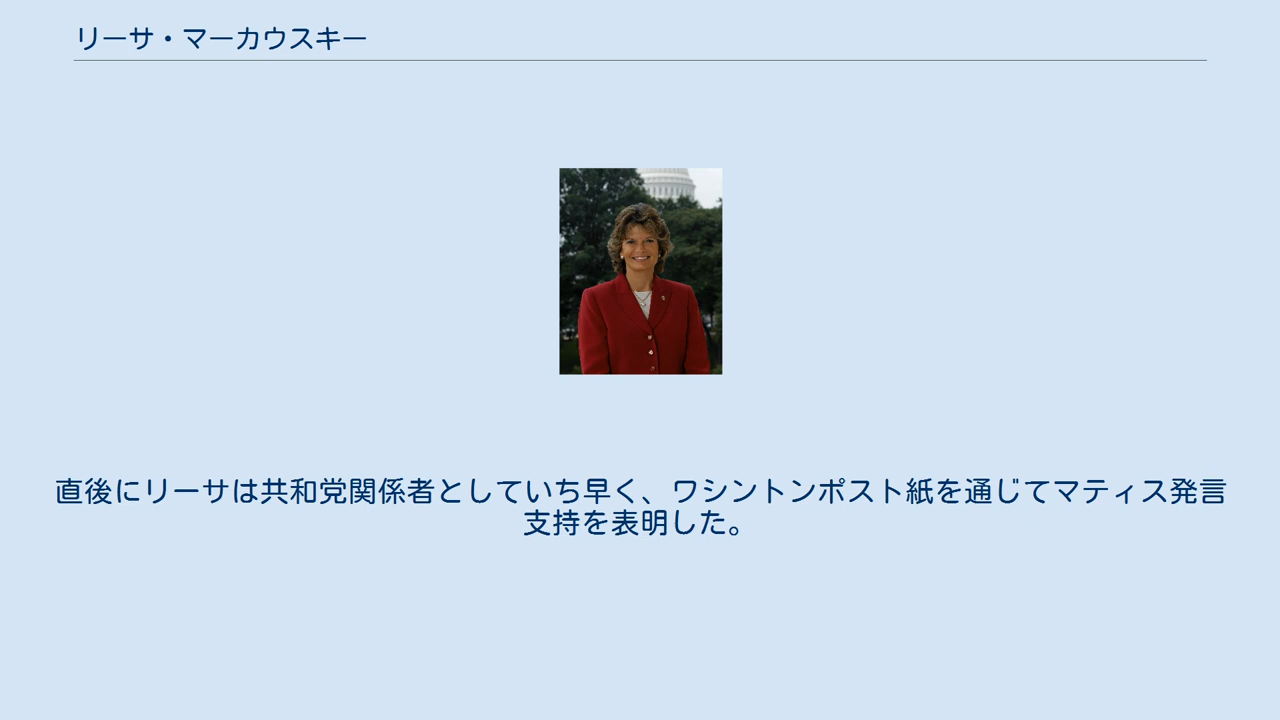 リーサ・マーカウスキー
直後にリーサは共和党関係者としていち早く、ワシントンポスト紙を通じてマティス発言
支持を表明した。